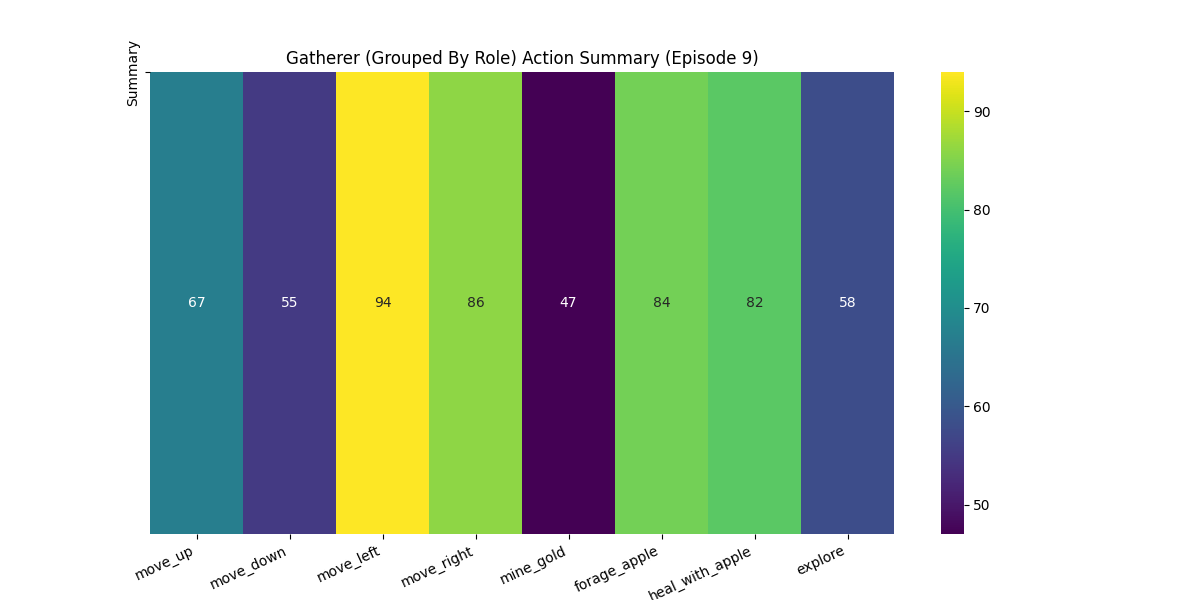 Gatherer (Grouped By Role) Action Summary (Episode 9)
Summary
67 55 94 86 47 84 82 58
move_up move_down move_left move_right mine_gold forage_apple heal_with_apple explore
90
80
70
60
50